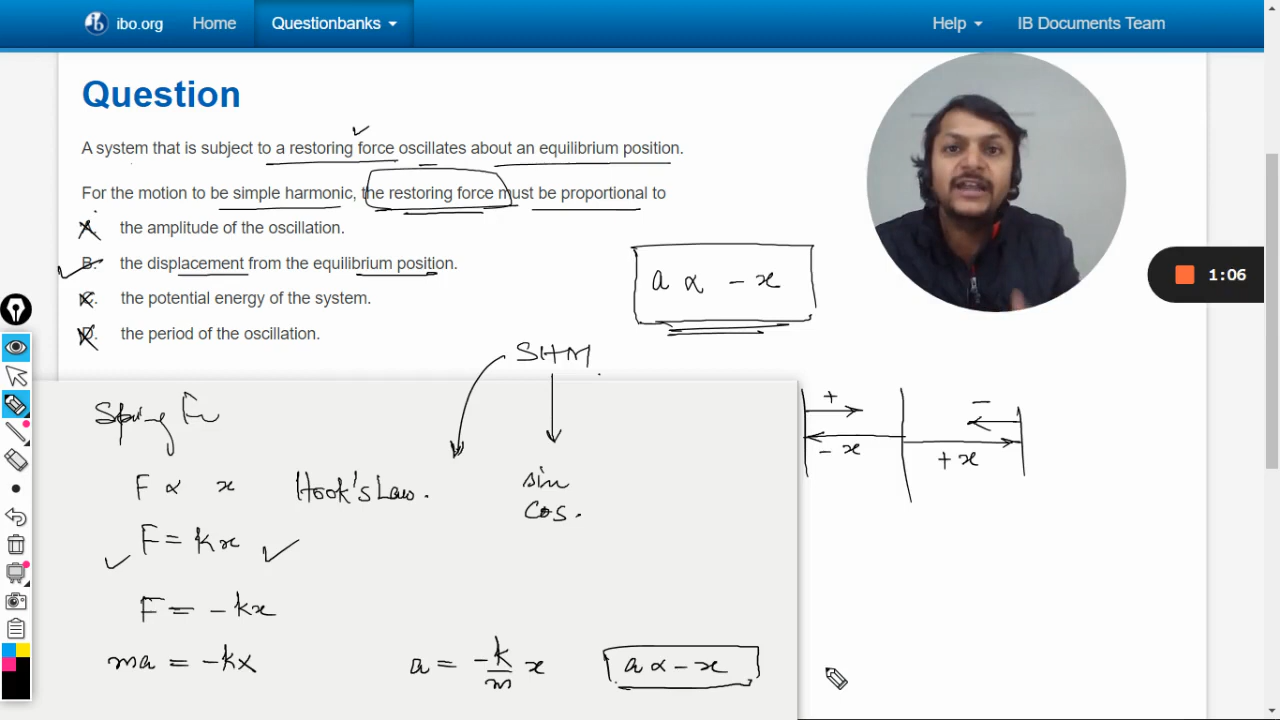 ibo.org Home Questionbanks Help IB Documents Team
Question
A system that is subject to a restoring force oscillates about an equilibrium position.
For the motion to be simple harmonic, the restoring force must be proportional to
A. the amplitude of the oscillation.
B. the displacement from the equilibrium position.
C. the potential energy of the system.
D. the period of the oscillation.
a ∝ - x
1:06
SHM
Spring
F ∝ x Hook's Law.
sin
cos.
F = kx
F = -kx
ma = -kx
a = -k/m x
a ∝ - x
+ -
- x + x